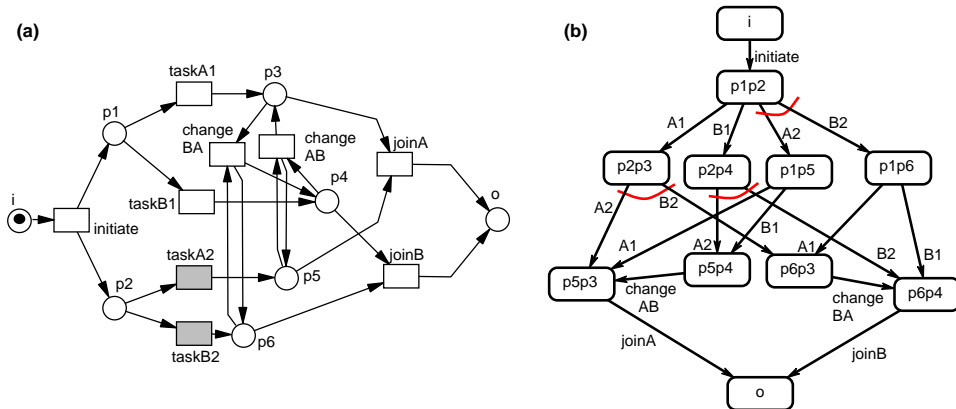 (a)
taskA1
p3
p1
change
BA
change
AB
joinA
p4
i
taskB1
o
initiate
taskA2
joinB
p2
p5
p6
taskB2
(b)
i
initiate
p1p2
A1
B1
A2
B2
p2p3
p2p4
p1p5
p1p6
A2
B2
B1
A1
A2
A1
B2
B1
p5p3
p5p4
p6p3
p6p4
change
AB
change
BA
joinA
joinB
o